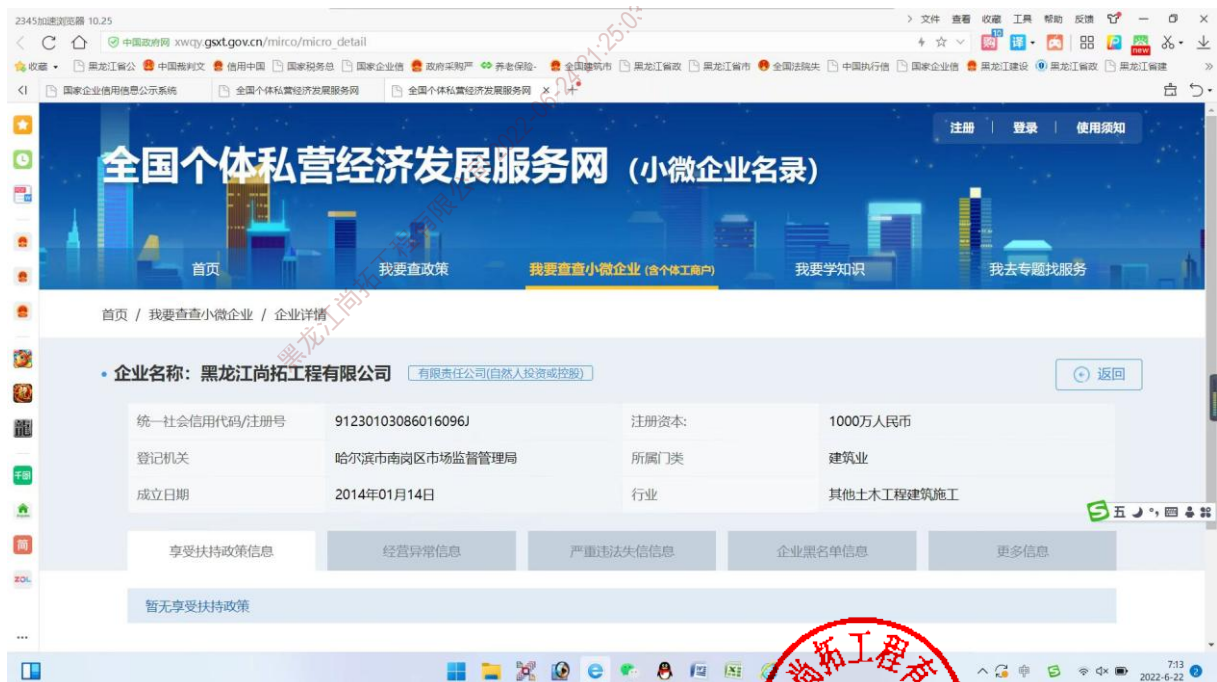 2345加速浏览器 10.25
文件 查看 收藏 工具 帮助 反馈
中国政府网 xwqy.gsxt.gov.cn/mirco/micro_detail
收藏 黑龙江省公 中国裁判文 信用中国 国家税务总 国家企业信 政府采购严 养老保险- 全国建筑市 黑龙江省政 黑龙江省市 全国法院失 中国执行信 国家企业信 黑龙江建设 黑龙江省政 黑龙江省建
国家企业信用信息公示系统 全国个体私营经济发展服务网 全国个体私营经济发展服务网
注册 登录 使用须知
全国个体私营经济发展服务网 (小微企业名录)
首页 我要查政策 我要查查小微企业 (含个体工商户) 我要学知识 我去专题找服务
首页 / 我要查查小微企业 / 企业详情
企业名称：黑龙江尚拓工程有限公司 有限责任公司(自然人投资或控股) 返回
统一社会信用代码/注册号 91230103086016096J 注册资本: 1000万人民币
登记机关 哈尔滨市南岗区市场监督管理局 所属门类 建筑业
成立日期 2014年01月14日 行业 其他土木工程建筑施工
五
享受扶持政策信息 经营异常信息 严重违法失信信息 企业黑名单信息 更多信息
暂无享受扶持政策
尚拓工程有
7:13
2022-6-22
黑龙江尚拓工程有限公